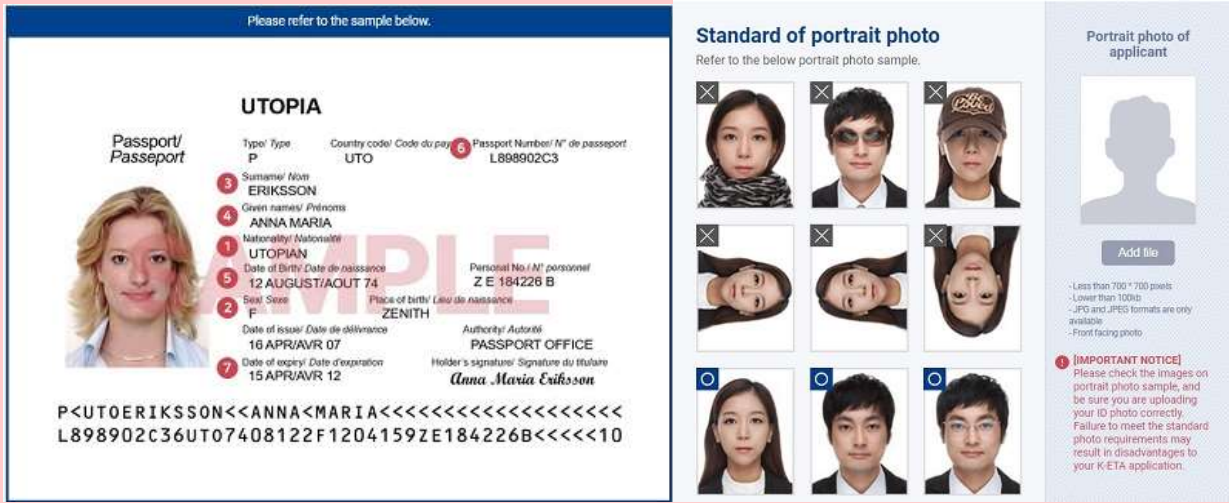 Please refer to the sample below.
UTOPIA
Passport/
Passeport
Type/ Type
P
Country code/ Code du pay
UTO
6
Passport Number/ N° de passeport
L898902C3
3
Surname/ Nom
ERIKSSON
4
Given names/ Prénoms
ANNA MARIA
1
Nationality/ Nationalité
UTOPIAN
5
Date of Birth/ Date de naissance
12 AUGUST/AOUT 74
Personal No / N° personnel
Z E 184226 B
2
Sex/ Sexe
F
Place of birth/ Lieu de naissance
ZENITH
Date of issue/ Date de délivrance
16 APR/AVR 07
Authority/ Autorité
PASSPORT OFFICE
7
Date of expiry/ Date d'expiration
15 APR/AVR 12
Holder's signature/ Signature du titulaire
Anna Maria Eriksson
AMPLE
P<UTOERIKSSON<<ANNA<MARIA<<<<<<<<<<<<<<<<<<<
L898902C36UTO7408122F1204159ZE184226B<<<<<10
Standard of portrait photo
Refer to the below portrait photo sample.
Be
Loved
Portrait photo of
applicant
Add file
- Less than 700 * 700 pixels
- Lower than 100kb
- JPG and JPEG formats are only
available
- Front facing photo
! [IMPORTANT NOTICE]
Please check the images on
portrait photo sample, and
be sure you are uploading
your ID photo correctly.
Failure to meet the standard
photo requirements may
result in disadvantages to
your K-ETA application.